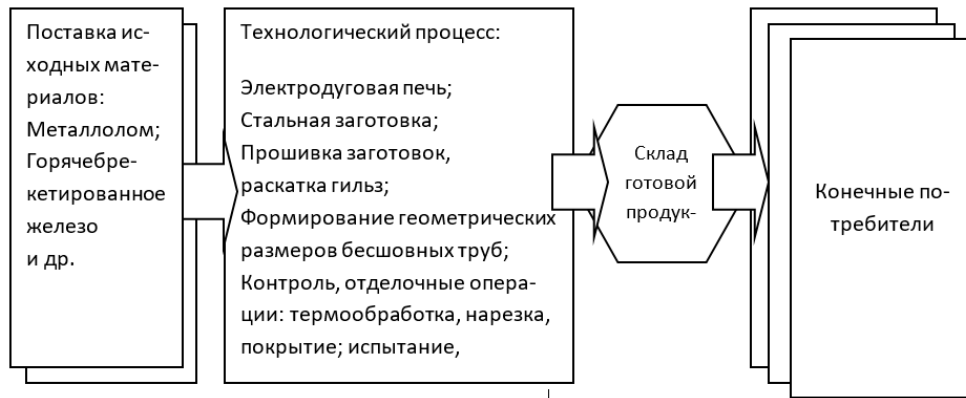 Поставка ис-
ходных мате-
риалов:
Металлолом;
Горячебре-
кетированное
железо
и др.
Технологический процесс:
Электродуговая печь;
Стальная заготовка;
Прошивка заготовок,
раскатка гильз;
Формирование геометрических
размеров бесшовных труб;
Контроль, отделочные опера-
ции: термообработка, нарезка,
покрытие; испытание,
Склад
готовой
продук-
Конечные по-
требители